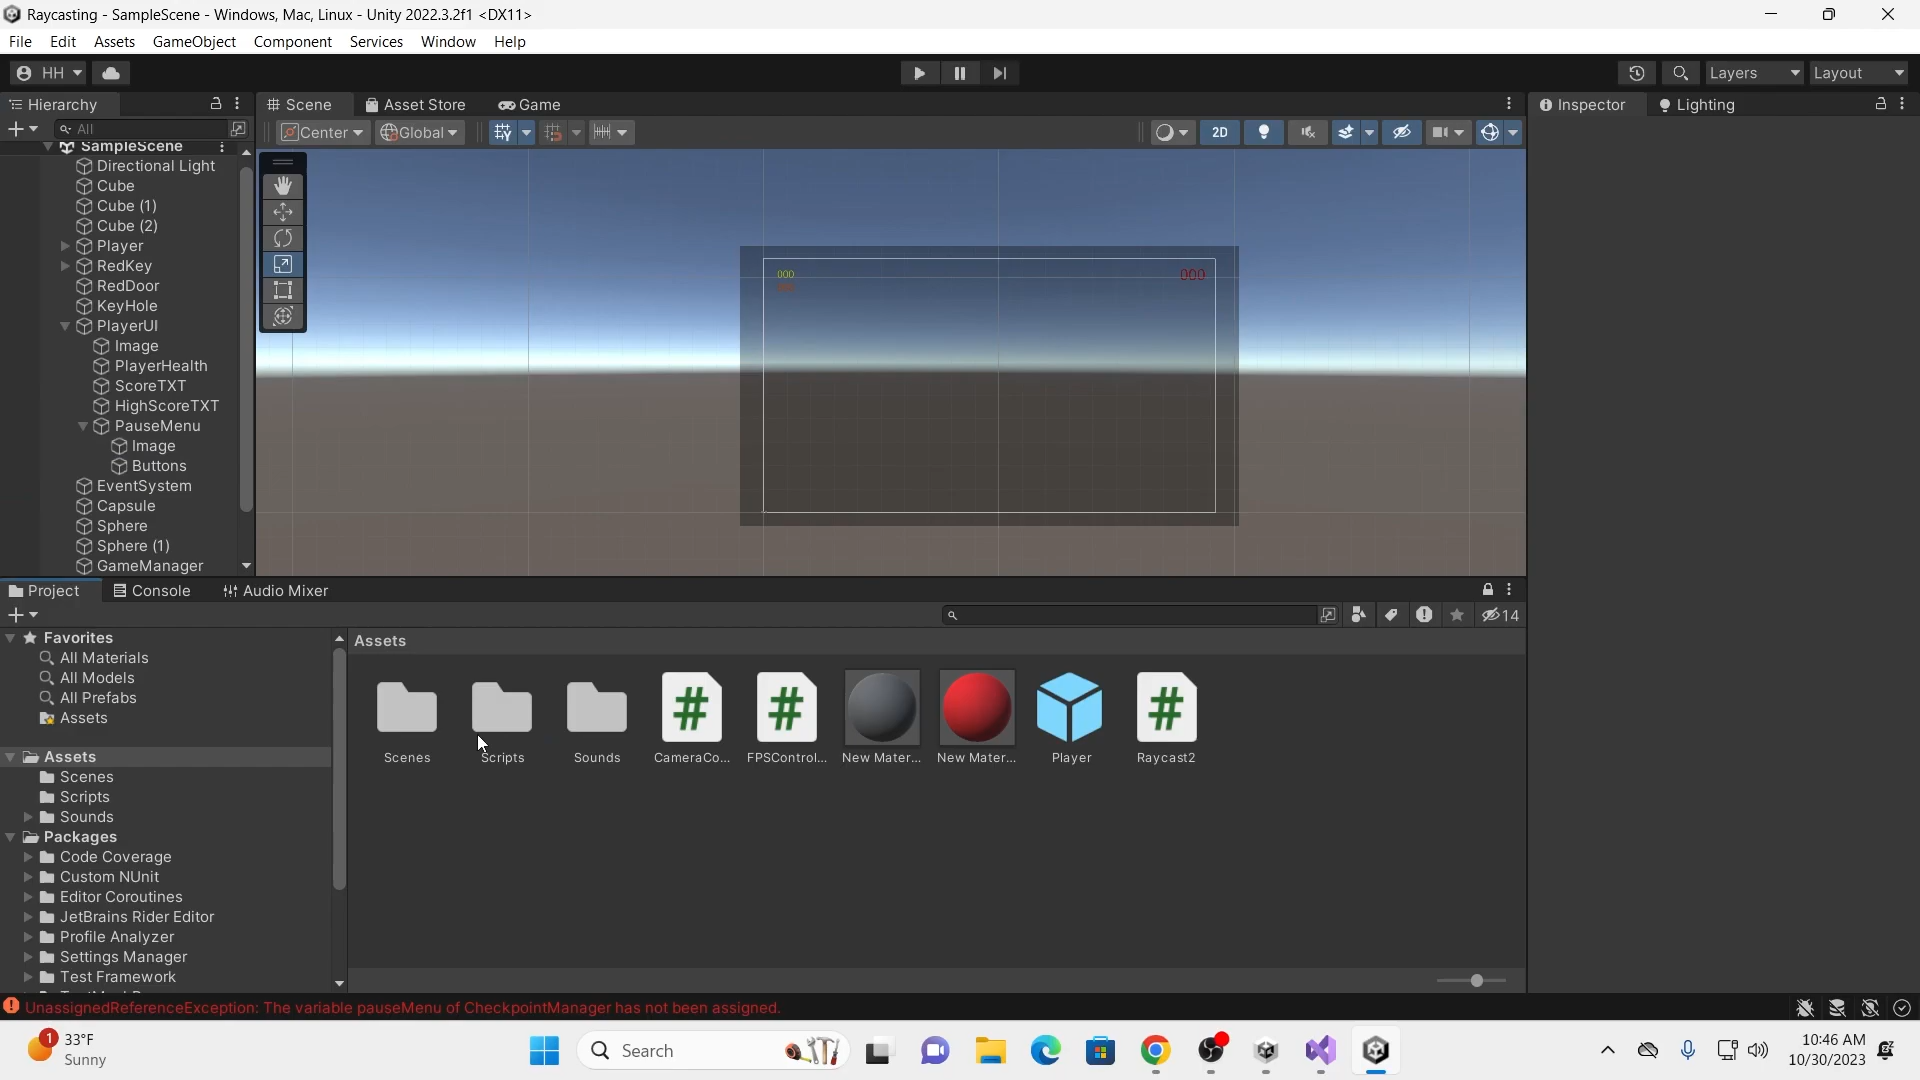 Raycasting - SampleScene - Windows, Mac, Linux - Unity 2022.3.2f1 <DX11>
File Edit Assets GameObject Component Services Window Help
HH
Layers Layout
Hierarchy
Scene Asset Store Game
Inspector Lighting
All
Center Global
2D
SampleScene
Directional Light
Cube
Cube (1)
Cube (2)
Player
RedKey
RedDoor
KeyHole
PlayerUI
Image
PlayerHealth
ScoreTXT
HighScoreTXT
PauseMenu
Image
Buttons
EventSystem
Capsule
Sphere
Sphere (1)
GameManager
000
000
Project Console Audio Mixer
14
Favorites
All Materials
All Models
All Prefabs
Assets
Assets
Scenes
Scripts
Sounds
Packages
Code Coverage
Custom NUnit
Editor Coroutines
JetBrains Rider Editor
Profile Analyzer
Settings Manager
Test Framework
Assets
Scenes Scripts Sounds CameraCo... FPSControl... New Mater... New Mater... Player Raycast2
UnassignedReferenceException: The variable pauseMenu of CheckpointManager has not been assigned.
1
33°F
Sunny
Search
10:46 AM
10/30/2023